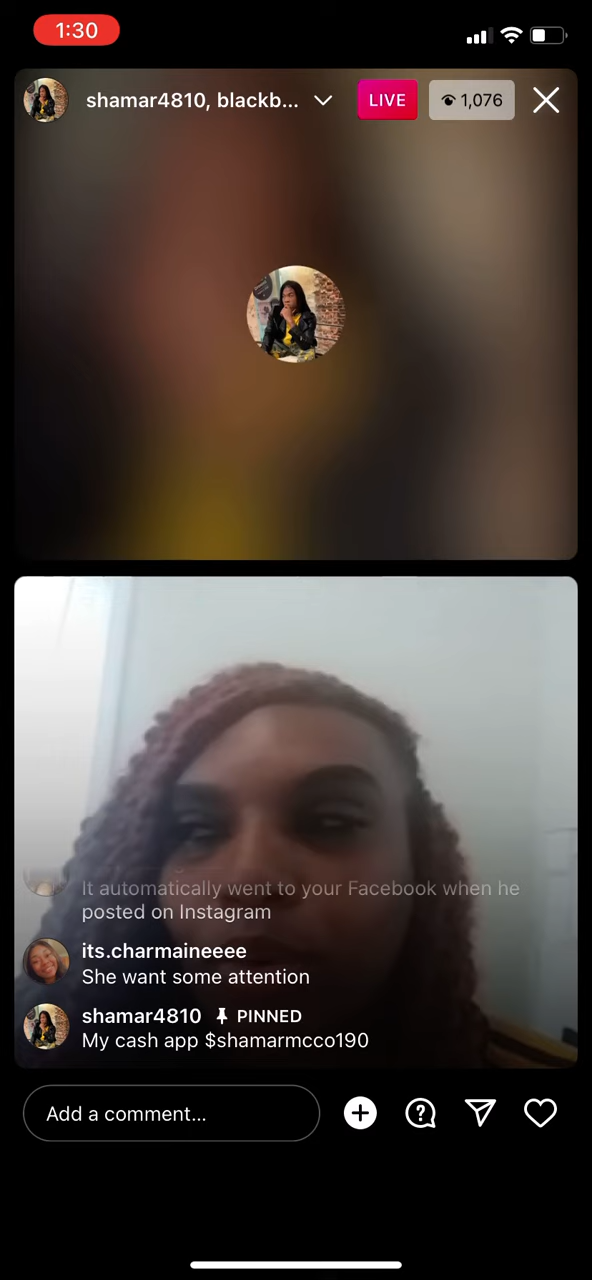 1:30
shamar4810, blackb...
LIVE
1,076
It automatically went to your Facebook when he
posted on Instagram
its.charmaineeee
She want some attention
shamar4810 PINNED
My cash app $shamarmcco190
Add a comment...